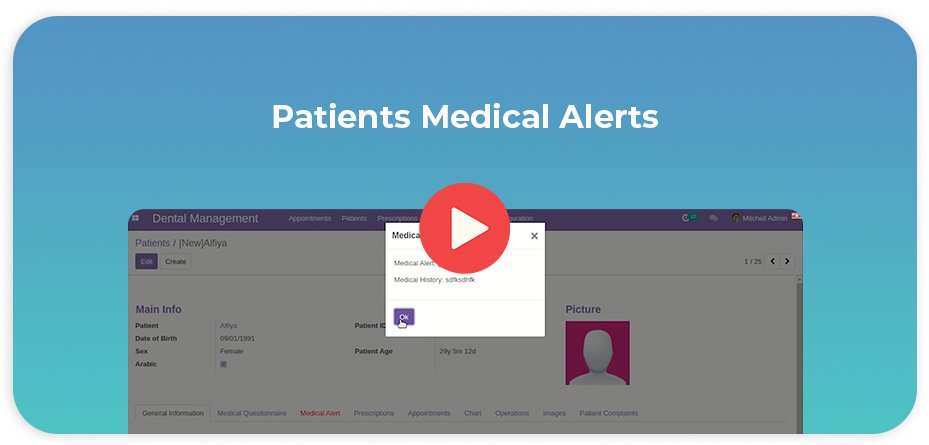 Patients Medical Alerts
Dental Management Appointments Patients Prescriptions 12 Mitchell Admin
Patients / [New]Alfiya
Edit Create 1 / 25
Medical Alert:
Medical History: sdfksdhfk
Ok
Main Info Picture
Patient Alfiya Patient ID
Date of Birth 09/01/1991
Sex Female Patient Age 29y 5m 12d
Arabic
General Information Medical Questionnaire Medical Alert Prescriptions Appointments Chart Operations Images Patient Complaints